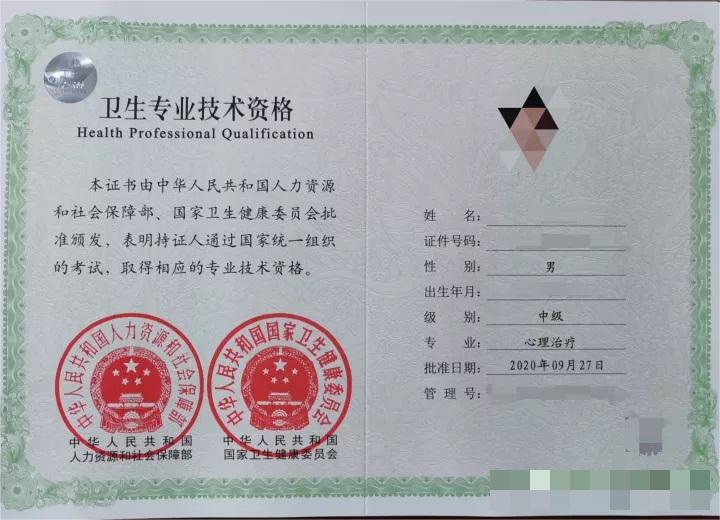 卫生专业技术资格
Health Professional Qualification
本证书由中华人民共和国人力资源
和社会保障部、国家卫生健康委员会批
准颁发，表明持证人通过国家统一组织
的考试，取得相应的专业技术资格。
中华人民共和国人力资源和社会保障部
中华人民共和国国家卫生健康委员会
中华人民共和国
人力资源和社会保障部
中华人民共和国
国家卫生健康委员会
姓 名：
证件号码：
性 别： 男
出生年月：
级 别： 中级
专 业： 心理治疗
批准日期： 2020年09月27日
管 理 号：